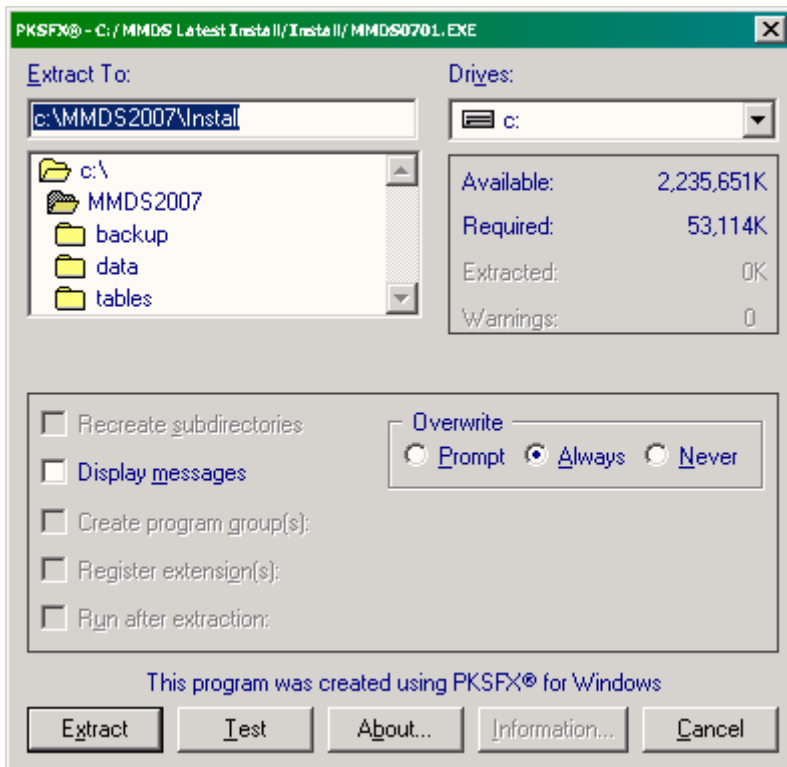 PKSFX® - C:/MMDS Latest Install/Install/MMDS0701.EXE
Extract To:
Drives:
c:\MMDS2007\Install
c:
c:\
MMDS2007
backup
data
tables
Available: 2,235,651K
Required: 53,114K
Extracted: 0K
Warnings: 0
Recreate subdirectories
Display messages
Create program group(s):
Register extension(s):
Run after extraction:
Overwrite
Prompt Always Never
This program was created using PKSFX® for Windows
Extract Test About... Information... Cancel